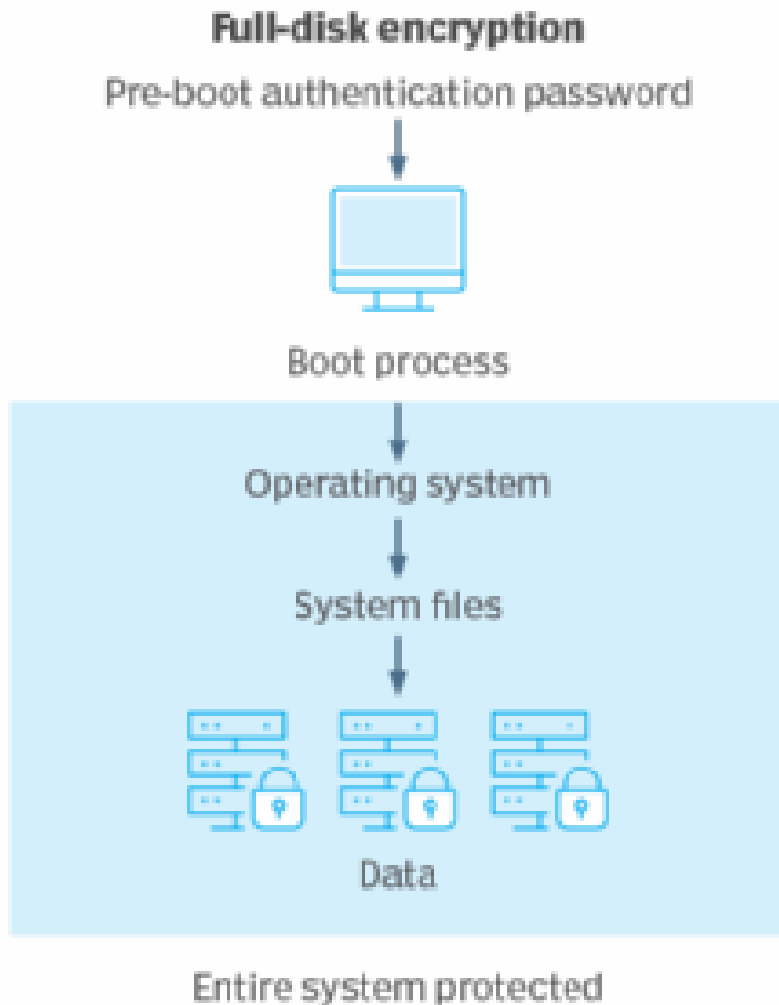 Full-disk encryption
Pre-boot authentication password
Boot process
Operating system
System files
Data
Entire system protected